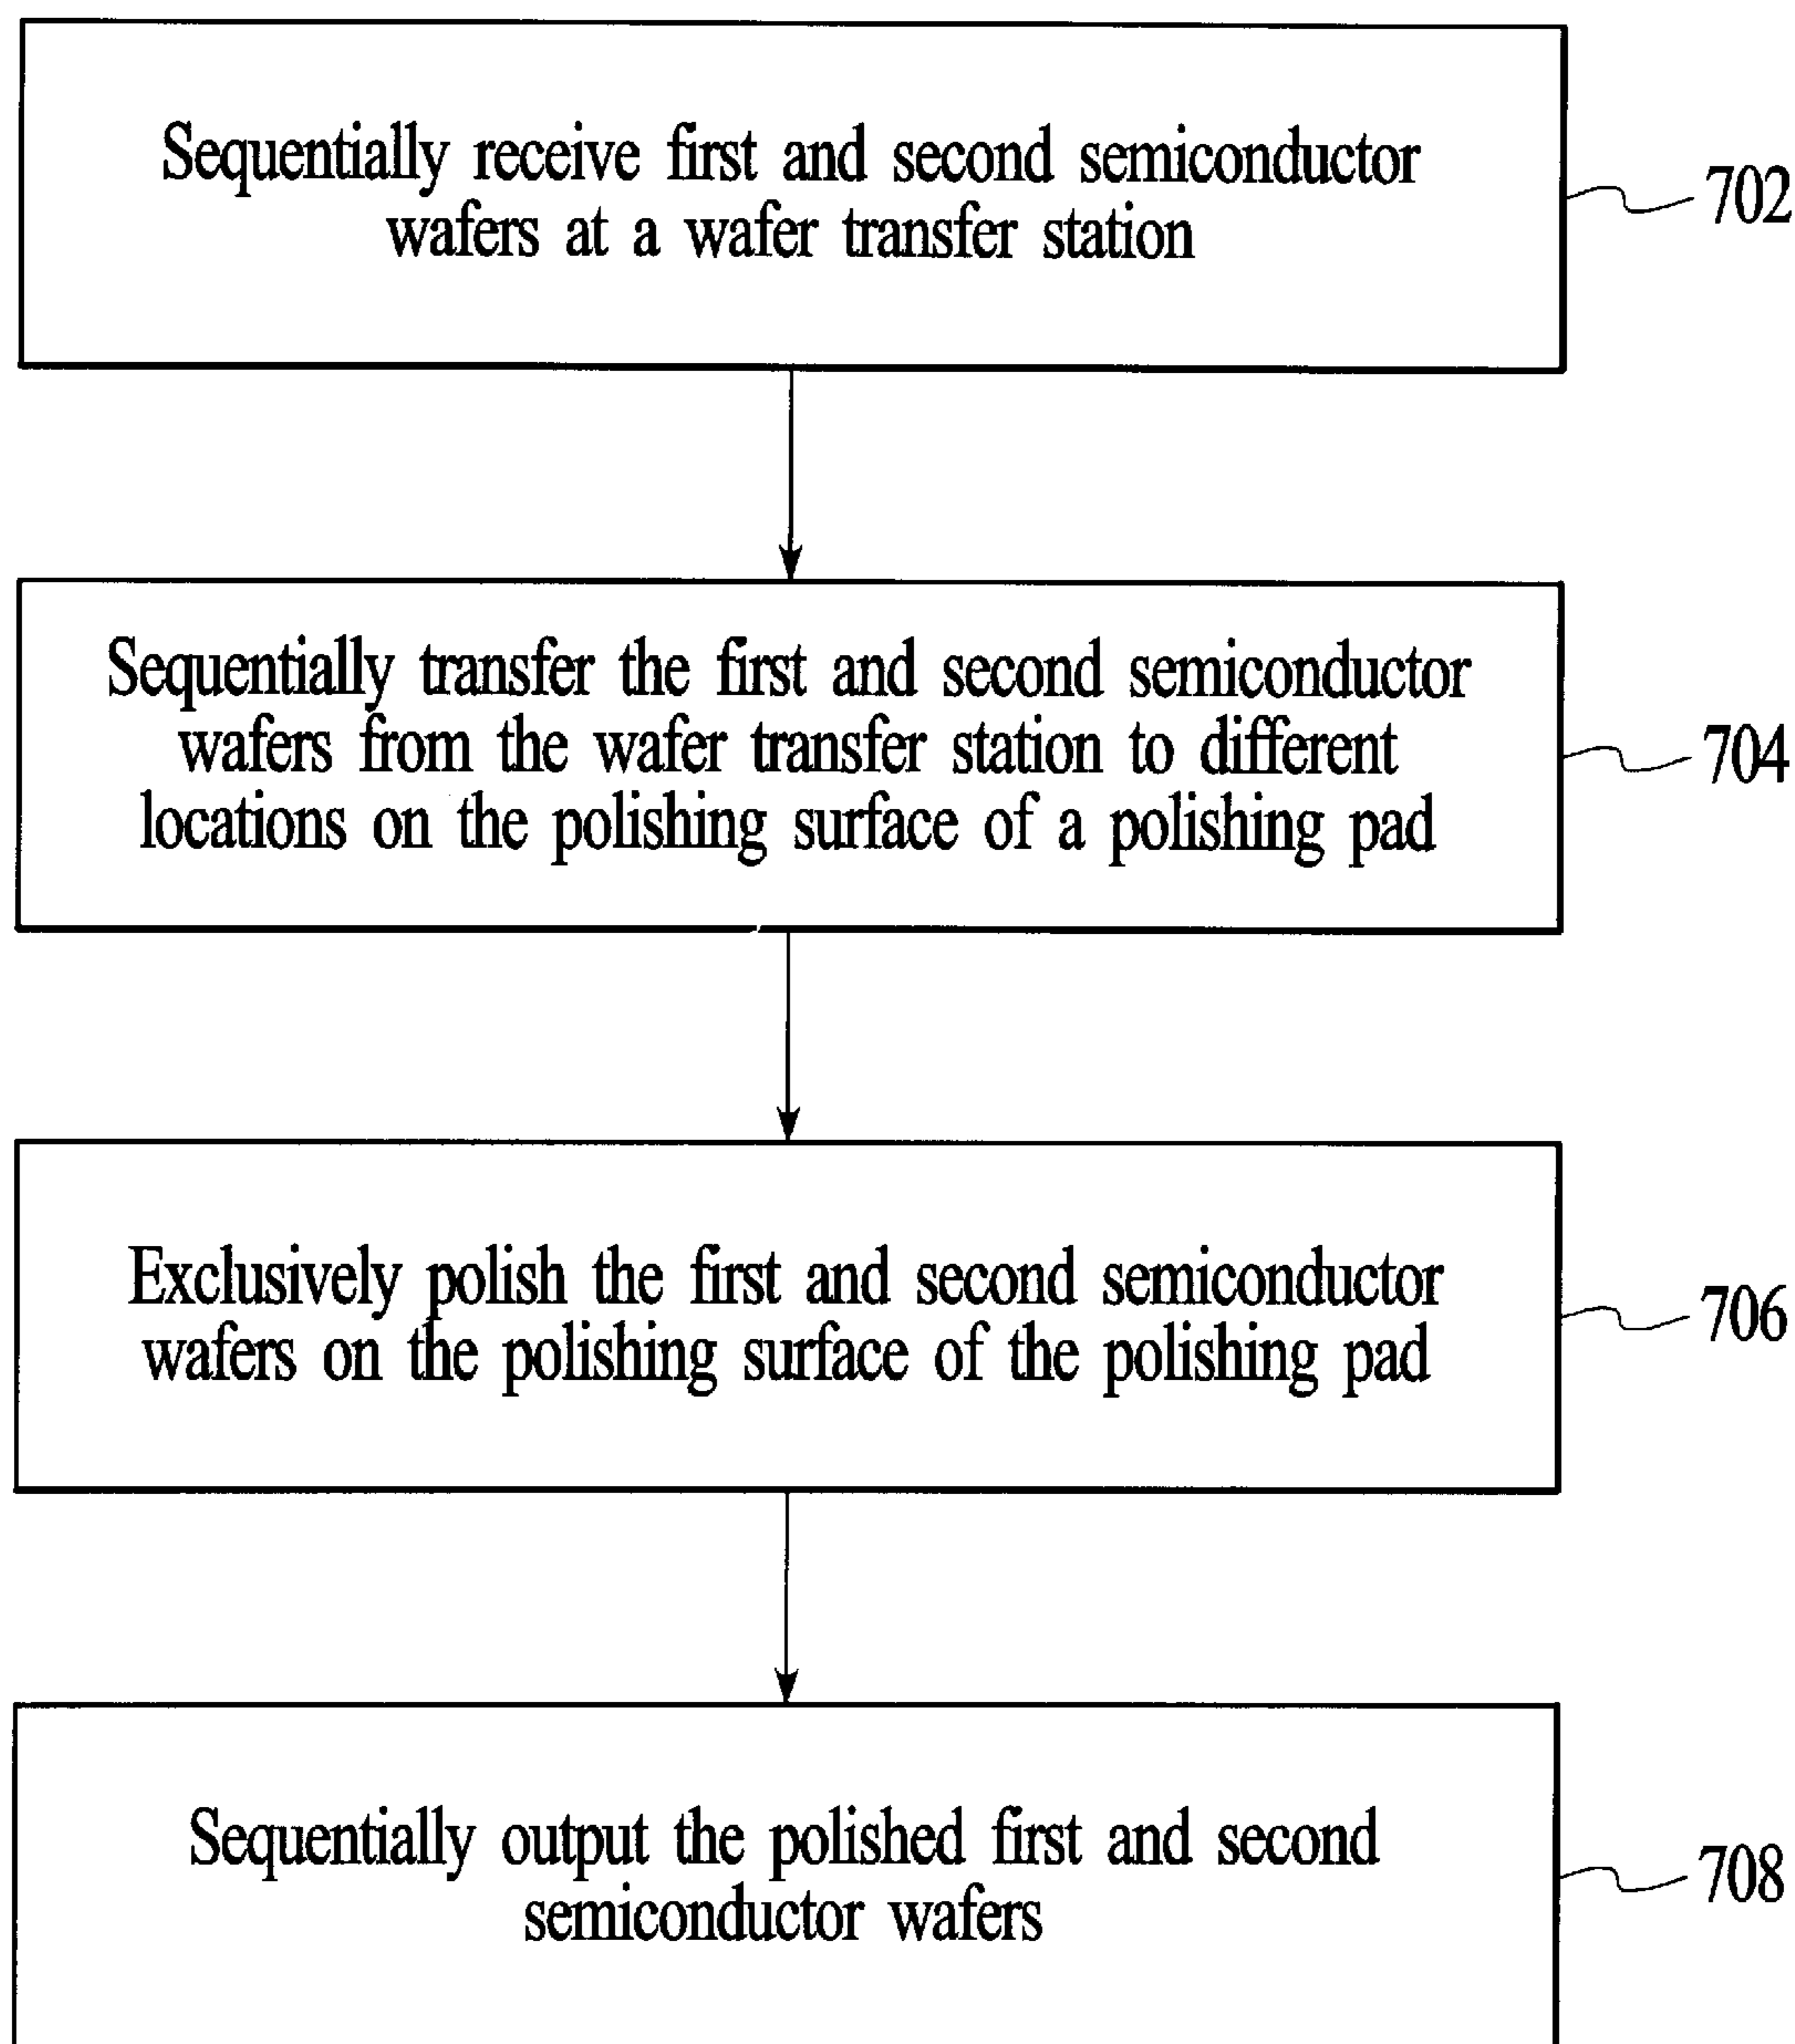 Sequentially receive first and second semiconductor
wafers at a wafer transfer station
702
Sequentially transfer the first and second semiconductor
wafers from the wafer transfer station to different
locations on the polishing surface of a polishing pad
704
Exclusively polish the first and second semiconductor
wafers on the polishing surface of the polishing pad
706
Sequentially output the polished first and second
semiconductor wafers
708